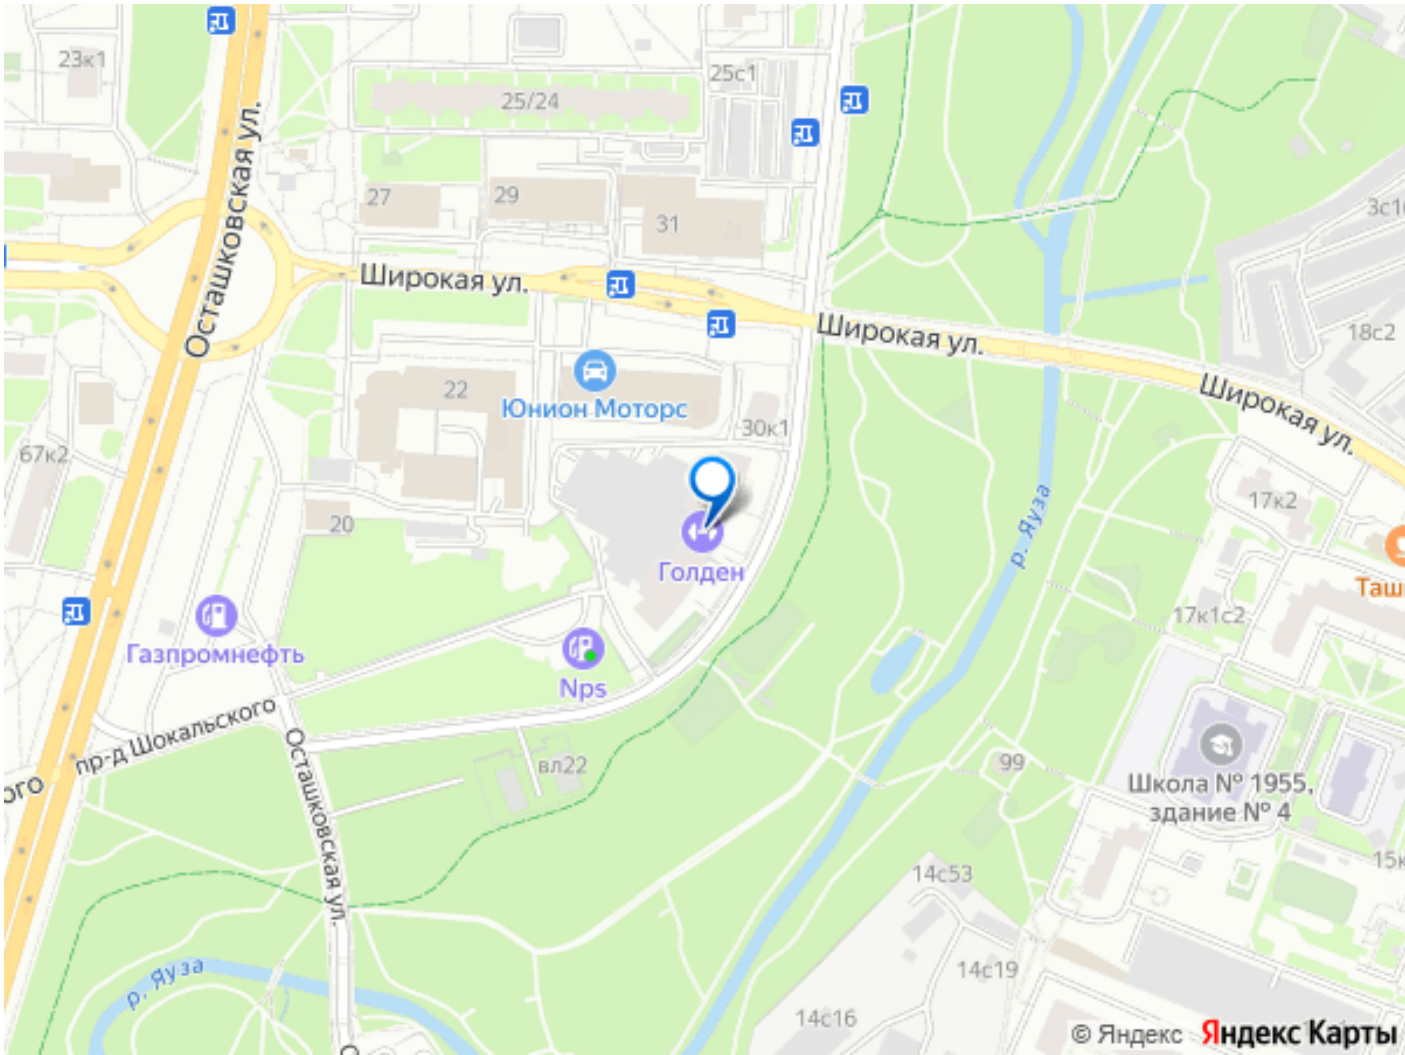 23к1
25с1
25/24
Осташковская ул.
27
29
31
3с1
Широкая ул.
Широкая ул.
18с2
Широкая ул.
22
Юнион Моторс
30к1
67к2
17к2
20
р. Яуза
Голден
Таш
17к1с2
Газпромнефть
Nps
пр-д Шокальского
ого
Осташковская ул.
вл22
99
Школа № 1955,
здание № 4
15к
14с53
р. Яуза
14с19
14с16
© Яндекс Яндекс Карты